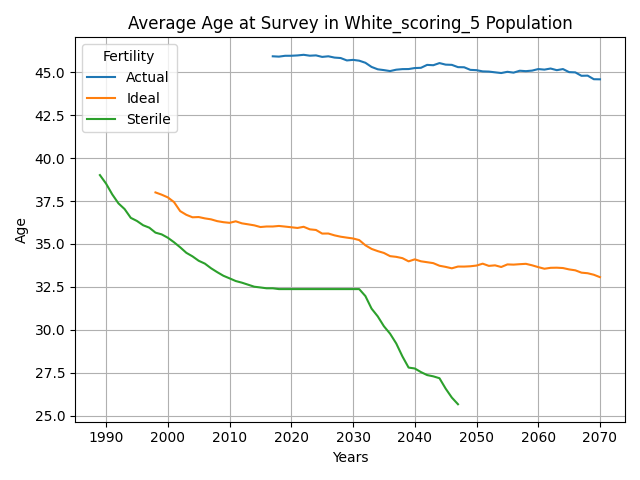 Average Age at Survey in White_scoring_5 Population
Fertility
Actual
Ideal
Sterile
Age
45.0
42.5
40.0
37.5
35.0
32.5
30.0
27.5
25.0
1990 2000 2010 2020 2030 2040 2050 2060 2070
Years